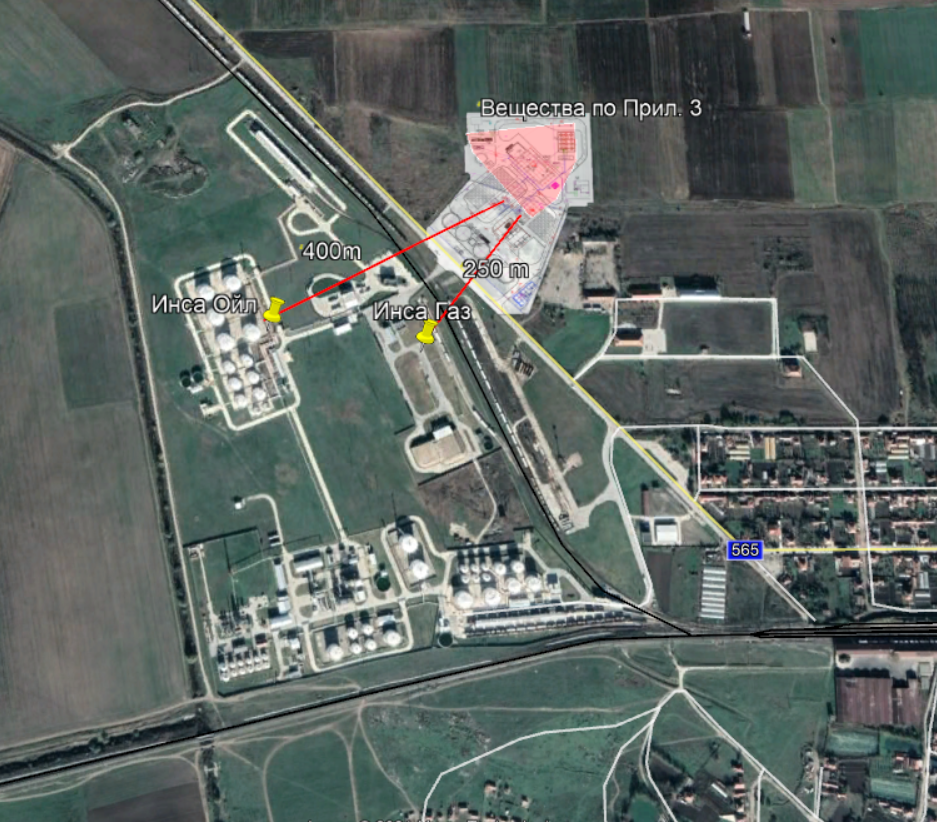 Вещества по Прил. 3
400m
250 m
Инса Ойл
Инса Газ
565